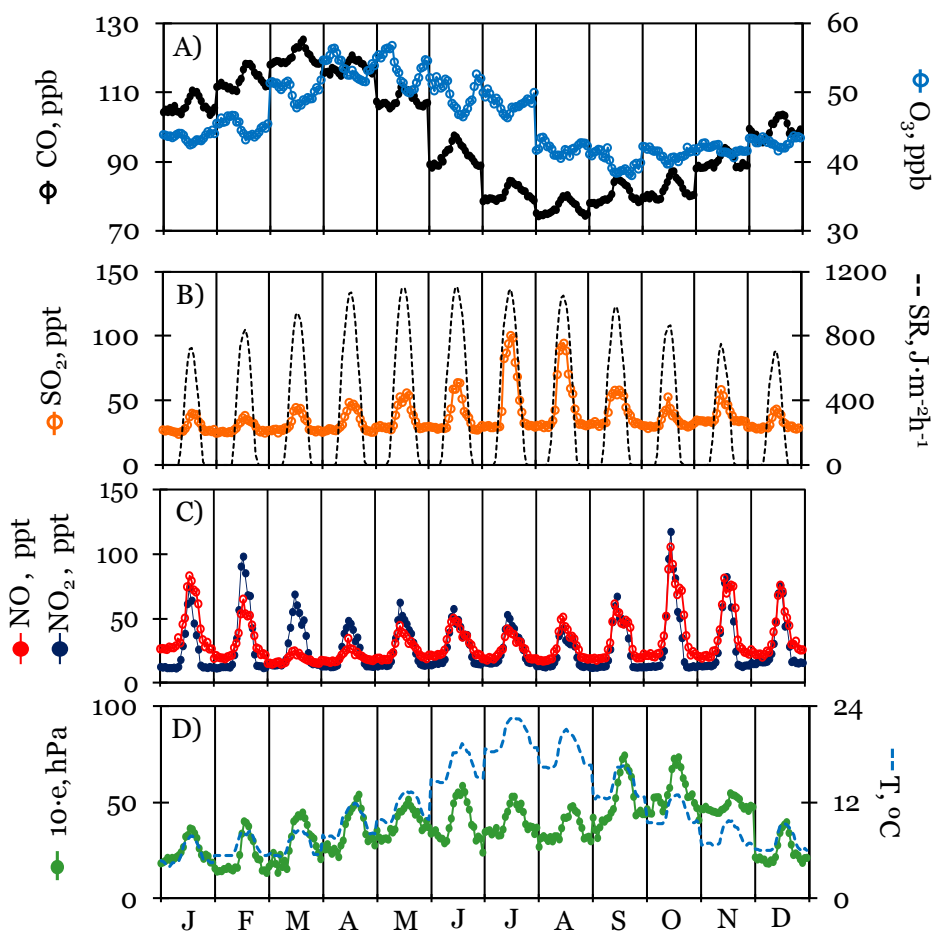 130
110
90
70
A)
60
50
40
30
CO, ppb
O₃, ppb
150
100
50
0
B)
1200
800
400
0
SO₂, ppt
-- SR, J·m⁻²h⁻¹
150
100
50
0
C)
NO, ppt
NO₂, ppt
100
50
0
D)
24
12
0
10·e, hPa
--T, ºC
J F M A M J J A S O N D